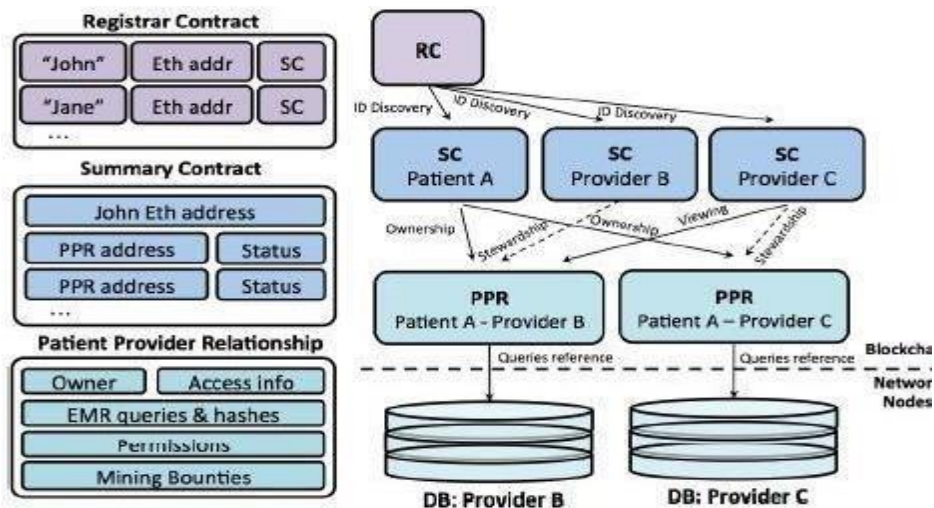 Registrar Contract
"John" Eth addr SC
"Jane" Eth addr SC
...
Summary Contract
John Eth address
PPR address Status
PPR address Status
...
Patient Provider Relationship
Owner Access info
EMR queries & hashes
Permissions
Mining Bounties
RC
ID Discovery ID Discovery ID Discovery
SC
Patient A
SC
Provider B
SC
Provider C
Ownership
Stewardship
Ownership
Viewing
Stewardship
PPR
Patient A - Provider B
PPR
Patient A – Provider C
Queries reference
Queries reference
Blockcha
Network
Nodes
DB: Provider B
DB: Provider C